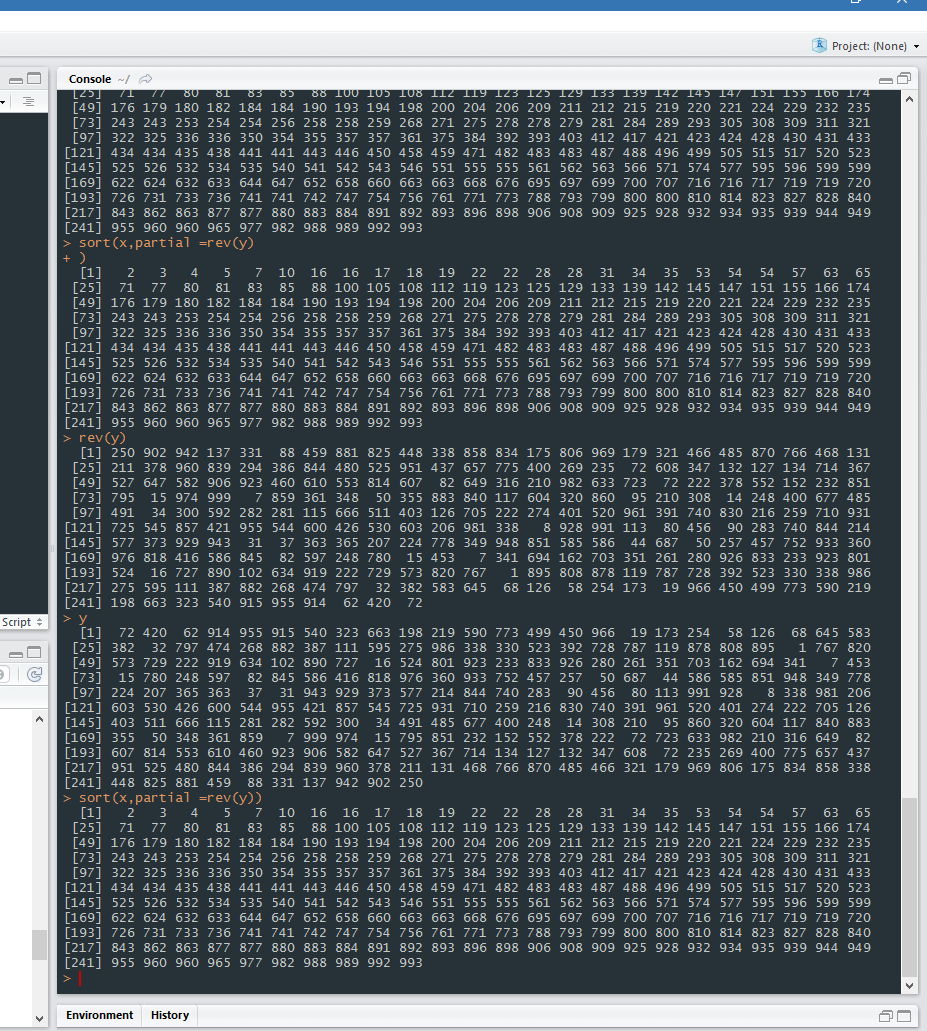 Project: (None)
Console ~/
[25] 71 77 80 81 83 85 88 100 105 108 112 119 123 125 129 133 139 142 145 147 151 155 166 174
[49] 176 179 180 182 184 184 190 193 194 198 200 204 206 209 211 212 215 219 220 221 224 229 232 235
[73] 243 243 253 254 254 256 258 258 259 268 271 275 278 278 279 281 284 289 293 305 308 309 311 321
[97] 322 325 336 336 350 354 355 357 357 361 375 384 392 393 403 412 417 421 423 424 428 430 431 433
[121] 434 434 435 438 441 441 443 446 450 458 459 471 482 483 483 487 488 496 499 505 515 517 520 523
[145] 525 526 532 534 535 540 541 542 543 546 551 555 555 561 562 563 566 571 574 577 595 596 599 599
[169] 622 624 632 633 644 647 652 658 660 663 663 668 676 695 697 699 700 707 716 716 717 719 719 720
[193] 726 731 733 736 741 741 742 747 754 756 761 771 773 788 793 799 800 800 810 814 823 827 828 840
[217] 843 862 863 877 877 880 883 884 891 892 893 896 898 906 908 909 925 928 932 934 935 939 944 949
[241] 955 960 960 965 977 982 988 989 992 993
> sort(x,partial =rev(y)
+ )
[1] 2 3 4 5 7 10 16 16 17 18 19 22 22 28 28 31 34 35 53 54 54 57 63 65
[25] 71 77 80 81 83 85 88 100 105 108 112 119 123 125 129 133 139 142 145 147 151 155 166 174
[49] 176 179 180 182 184 184 190 193 194 198 200 204 206 209 211 212 215 219 220 221 224 229 232 235
[73] 243 243 253 254 254 256 258 258 259 268 271 275 278 278 279 281 284 289 293 305 308 309 311 321
[97] 322 325 336 336 350 354 355 357 357 361 375 384 392 393 403 412 417 421 423 424 428 430 431 433
[121] 434 434 435 438 441 441 443 446 450 458 459 471 482 483 483 487 488 496 499 505 515 517 520 523
[145] 525 526 532 534 535 540 541 542 543 546 551 555 555 561 562 563 566 571 574 577 595 596 599 599
[169] 622 624 632 633 644 647 652 658 660 663 663 668 676 695 697 699 700 707 716 716 717 719 719 720
[193] 726 731 733 736 741 741 742 747 754 756 761 771 773 788 793 799 800 800 810 814 823 827 828 840
[217] 843 862 863 877 877 880 883 884 891 892 893 896 898 906 908 909 925 928 932 934 935 939 944 949
[241] 955 960 960 965 977 982 988 989 992 993
> rev(y)
[1] 250 902 942 137 331 88 459 881 825 448 338 858 834 175 806 969 179 321 466 485 870 766 468 131
[25] 211 378 960 839 294 386 844 480 525 951 437 657 775 400 269 235 72 608 347 132 127 134 714 367
[49] 527 647 582 906 923 460 610 553 814 607 82 649 316 210 982 633 723 72 222 378 552 152 232 851
[73] 795 15 974 999 7 859 361 348 50 355 883 840 117 604 320 860 95 210 308 14 248 400 677 485
[97] 491 34 300 592 282 281 115 666 511 403 126 705 222 274 401 520 961 391 740 830 216 259 710 931
[121] 725 545 857 421 955 544 600 426 530 603 206 981 338 8 928 991 113 80 456 90 283 740 844 214
[145] 577 373 929 943 31 37 363 365 207 224 778 349 948 851 585 586 44 687 50 257 457 752 933 360
[169] 976 818 416 586 845 82 597 248 780 15 453 7 341 694 162 703 351 261 280 926 833 233 923 801
[193] 524 16 727 890 102 634 919 222 729 573 820 767 1 895 808 878 119 787 728 392 523 330 338 986
[217] 275 595 111 387 882 268 474 797 32 382 583 645 68 126 58 254 173 19 966 450 499 773 590 219
[241] 198 663 323 540 915 955 914 62 420 72
> y
[1] 72 420 62 914 955 915 540 323 663 198 219 590 773 499 450 966 19 173 254 58 126 68 645 583
[25] 382 32 797 474 268 882 387 111 595 275 986 338 330 523 392 728 787 119 878 808 895 1 767 820
[49] 573 729 222 919 634 102 890 727 16 524 801 923 233 833 926 280 261 351 703 162 694 341 7 453
[73] 15 780 248 597 82 845 586 416 818 976 360 933 752 457 257 50 687 44 586 585 851 948 349 778
[97] 224 207 365 363 37 31 943 929 373 577 214 844 740 283 90 456 80 113 991 928 8 338 981 206
[121] 603 530 426 600 544 955 421 857 545 725 931 710 259 216 830 740 391 961 520 401 274 222 705 126
[145] 403 511 666 115 281 282 592 300 34 491 485 677 400 248 14 308 210 95 860 320 604 117 840 883
[169] 355 50 348 361 859 7 999 974 15 795 851 232 152 552 378 222 72 723 633 982 210 316 649 82
[193] 607 814 553 610 460 923 906 582 647 527 367 714 134 127 132 347 608 72 235 269 400 775 657 437
[217] 951 525 480 844 386 294 839 960 378 211 131 468 766 870 485 466 321 179 969 806 175 834 858 338
[241] 448 825 881 459 88 331 137 942 902 250
> sort(x,partial =rev(y))
[1] 2 3 4 5 7 10 16 16 17 18 19 22 22 28 28 31 34 35 53 54 54 57 63 65
[25] 71 77 80 81 83 85 88 100 105 108 112 119 123 125 129 133 139 142 145 147 151 155 166 174
[49] 176 179 180 182 184 184 190 193 194 198 200 204 206 209 211 212 215 219 220 221 224 229 232 235
[73] 243 243 253 254 254 256 258 258 259 268 271 275 278 278 279 281 284 289 293 305 308 309 311 321
[97] 322 325 336 336 350 354 355 357 357 361 375 384 392 393 403 412 417 421 423 424 428 430 431 433
[121] 434 434 435 438 441 441 443 446 450 458 459 471 482 483 483 487 488 496 499 505 515 517 520 523
[145] 525 526 532 534 535 540 541 542 543 546 551 555 555 561 562 563 566 571 574 577 595 596 599 599
[169] 622 624 632 633 644 647 652 658 660 663 663 668 676 695 697 699 700 707 716 716 717 719 719 720
[193] 726 731 733 736 741 741 742 747 754 756 761 771 773 788 793 799 800 800 810 814 823 827 828 840
[217] 843 862 863 877 877 880 883 884 891 892 893 896 898 906 908 909 925 928 932 934 935 939 944 949
[241] 955 960 960 965 977 982 988 989 992 993
>
Script
Environment History